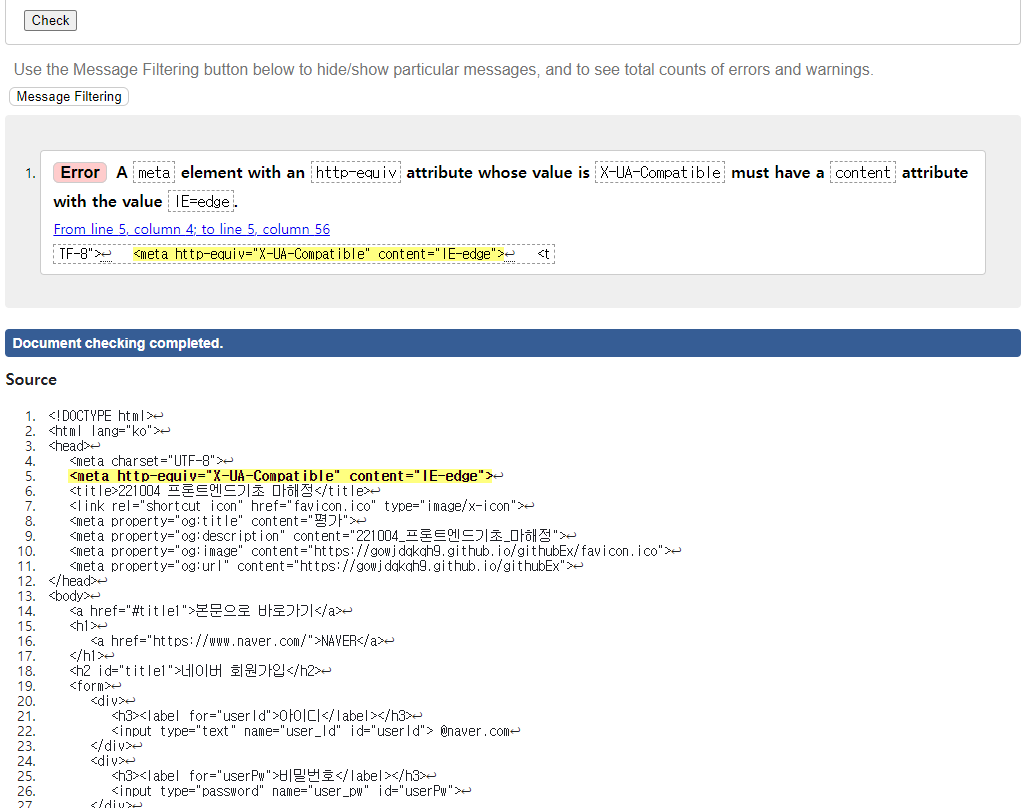 Check
Use the Message Filtering button below to hide/show particular messages, and to see total counts of errors and warnings.
Message Filtering
1. Error A meta element with an http-equiv attribute whose value is X-UA-Compatible must have a content attribute
with the value IE=edge.
From line 5, column 4; to line 5, column 56
TF-8">↩ <meta http-equiv="X-UA-Compatible" content="IE-edge">↩ <t
Document checking completed.
Source
1. <!DOCTYPE html>↩
2. <html lang="ko">↩
3. <head>↩
4. <meta charset="UTF-8">↩
5. <meta http-equiv="X-UA-Compatible" content="IE-edge">↩
6. <title>221004 프론트엔드기초 마해정</title>↩
7. <link rel="shortcut icon" href="favicon.ico" type="image/x-icon">↩
8. <meta property="og:title" content="평가">↩
9. <meta property="og:description" content="221004_프론트엔드기초_마해정">↩
10. <meta property="og:image" content="https://gowjdqkqh9.github.io/githubEx/favicon.ico">↩
11. <meta property="og:url" content="https://gowjdqkqh9.github.io/githubEx">↩
12. </head>↩
13. <body>↩
14. <a href="#title1">본문으로 바로가기</a>↩
15. <h1>↩
16. <a href="https://www.naver.com/">NAVER</a>↩
17. </h1>↩
18. <h2 id="title1">네이버 회원가입</h2>↩
19. <form>↩
20. <div>↩
21. <h3><label for="userId">아이디</label></h3>↩
22. <input type="text" name="user_Id" id="userId"> @naver.com↩
23. </div>↩
24. <div>↩
25. <h3><label for="userPw">비밀번호</label></h3>↩
26. <input type="password" name="user_pw" id="userPw">↩
27. </div>↩